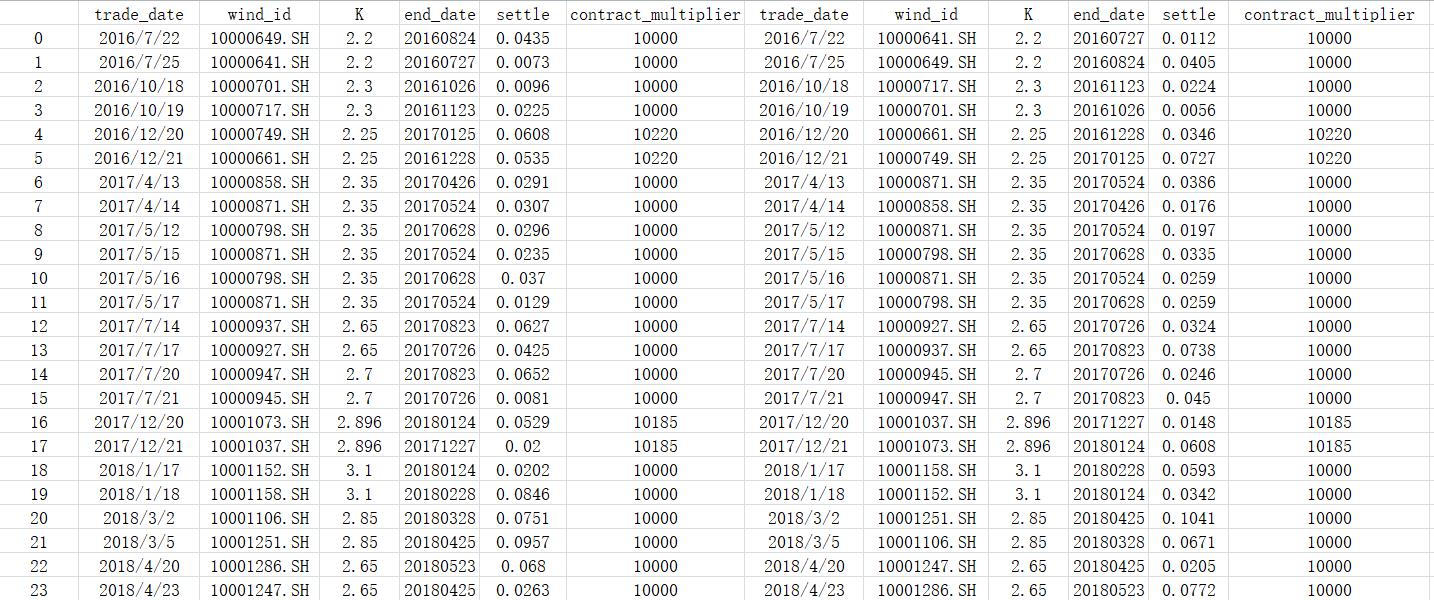 trade_date wind_id K end_date settle contract_multiplier trade_date wind_id K end_date settle contract_multiplier
0 2016/7/22 10000649.SH 2.2 20160824 0.0435 10000 2016/7/22 10000641.SH 2.2 20160727 0.0112 10000
1 2016/7/25 10000641.SH 2.2 20160727 0.0073 10000 2016/7/25 10000649.SH 2.2 20160824 0.0405 10000
2 2016/10/18 10000701.SH 2.3 20161026 0.0096 10000 2016/10/18 10000717.SH 2.3 20161123 0.0224 10000
3 2016/10/19 10000717.SH 2.3 20161123 0.0225 10000 2016/10/19 10000701.SH 2.3 20161026 0.0056 10000
4 2016/12/20 10000749.SH 2.25 20170125 0.0608 10220 2016/12/20 10000661.SH 2.25 20161228 0.0346 10220
5 2016/12/21 10000661.SH 2.25 20161228 0.0535 10220 2016/12/21 10000749.SH 2.25 20170125 0.0727 10220
6 2017/4/13 10000858.SH 2.35 20170426 0.0291 10000 2017/4/13 10000871.SH 2.35 20170524 0.0386 10000
7 2017/4/14 10000871.SH 2.35 20170524 0.0307 10000 2017/4/14 10000858.SH 2.35 20170426 0.0176 10000
8 2017/5/12 10000798.SH 2.35 20170628 0.0296 10000 2017/5/12 10000871.SH 2.35 20170524 0.0197 10000
9 2017/5/15 10000871.SH 2.35 20170524 0.0235 10000 2017/5/15 10000798.SH 2.35 20170628 0.0335 10000
10 2017/5/16 10000798.SH 2.35 20170628 0.037 10000 2017/5/16 10000871.SH 2.35 20170524 0.0259 10000
11 2017/5/17 10000871.SH 2.35 20170524 0.0129 10000 2017/5/17 10000798.SH 2.35 20170628 0.0259 10000
12 2017/7/14 10000937.SH 2.65 20170823 0.0627 10000 2017/7/14 10000927.SH 2.65 20170726 0.0324 10000
13 2017/7/17 10000927.SH 2.65 20170726 0.0425 10000 2017/7/17 10000937.SH 2.65 20170823 0.0738 10000
14 2017/7/20 10000947.SH 2.7 20170823 0.0652 10000 2017/7/20 10000945.SH 2.7 20170726 0.0246 10000
15 2017/7/21 10000945.SH 2.7 20170726 0.0081 10000 2017/7/21 10000947.SH 2.7 20170823 0.045 10000
16 2017/12/20 10001073.SH 2.896 20180124 0.0529 10185 2017/12/20 10001037.SH 2.896 20171227 0.0148 10185
17 2017/12/21 10001037.SH 2.896 20171227 0.02 10185 2017/12/21 10001073.SH 2.896 20180124 0.0608 10185
18 2018/1/17 10001152.SH 3.1 20180124 0.0202 10000 2018/1/17 10001158.SH 3.1 20180228 0.0593 10000
19 2018/1/18 10001158.SH 3.1 20180228 0.0846 10000 2018/1/18 10001152.SH 3.1 20180124 0.0342 10000
20 2018/3/2 10001106.SH 2.85 20180328 0.0751 10000 2018/3/2 10001251.SH 2.85 20180425 0.1041 10000
21 2018/3/5 10001251.SH 2.85 20180425 0.0957 10000 2018/3/5 10001106.SH 2.85 20180328 0.0671 10000
22 2018/4/20 10001286.SH 2.65 20180523 0.068 10000 2018/4/20 10001247.SH 2.65 20180425 0.0205 10000
23 2018/4/23 10001247.SH 2.65 20180425 0.0263 10000 2018/4/23 10001286.SH 2.65 20180523 0.0772 10000